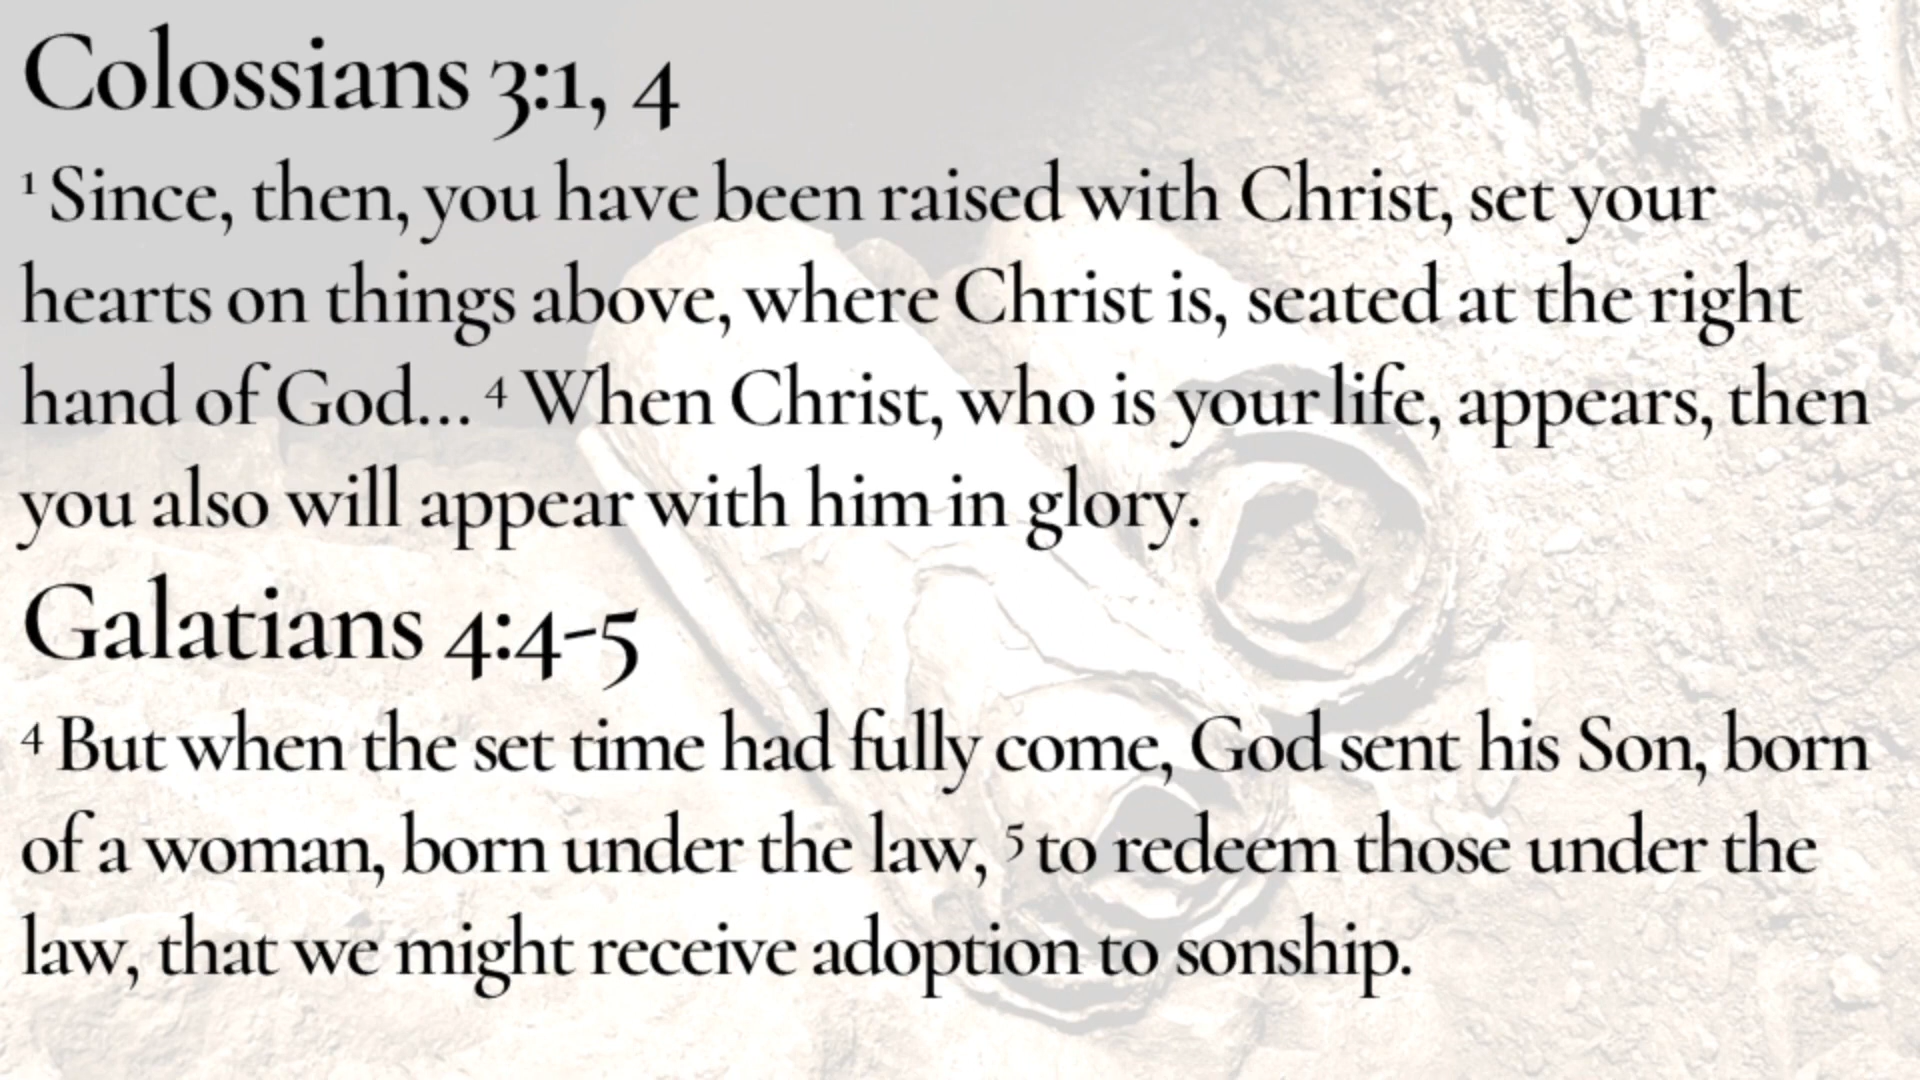 Colossians 3:1, 4
¹ Since, then, you have been raised with Christ, set your
hearts on things above, where Christ is, seated at the right
hand of God... ⁴ When Christ, who is your life, appears, then
you also will appear with him in glory.
Galatians 4:4-5
⁴ But when the set time had fully come, God sent his Son, born
of a woman, born under the law, ⁵ to redeem those under the
law, that we might receive adoption to sonship.